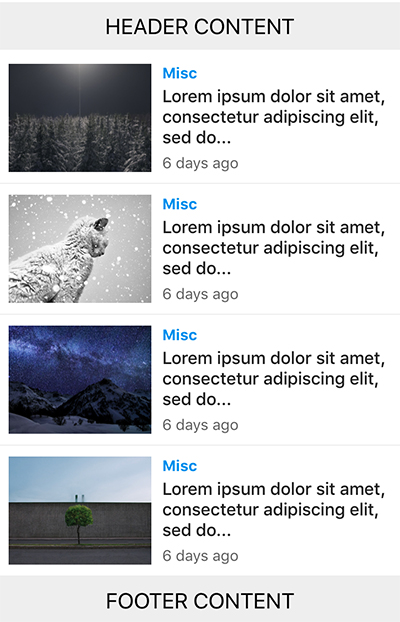 HEADER CONTENT
Misc
Lorem ipsum dolor sit amet,
consectetur adipiscing elit,
sed do...
6 days ago
Misc
Lorem ipsum dolor sit amet,
consectetur adipiscing elit,
sed do...
6 days ago
Misc
Lorem ipsum dolor sit amet,
consectetur adipiscing elit,
sed do...
6 days ago
Misc
Lorem ipsum dolor sit amet,
consectetur adipiscing elit,
sed do...
6 days ago
FOOTER CONTENT